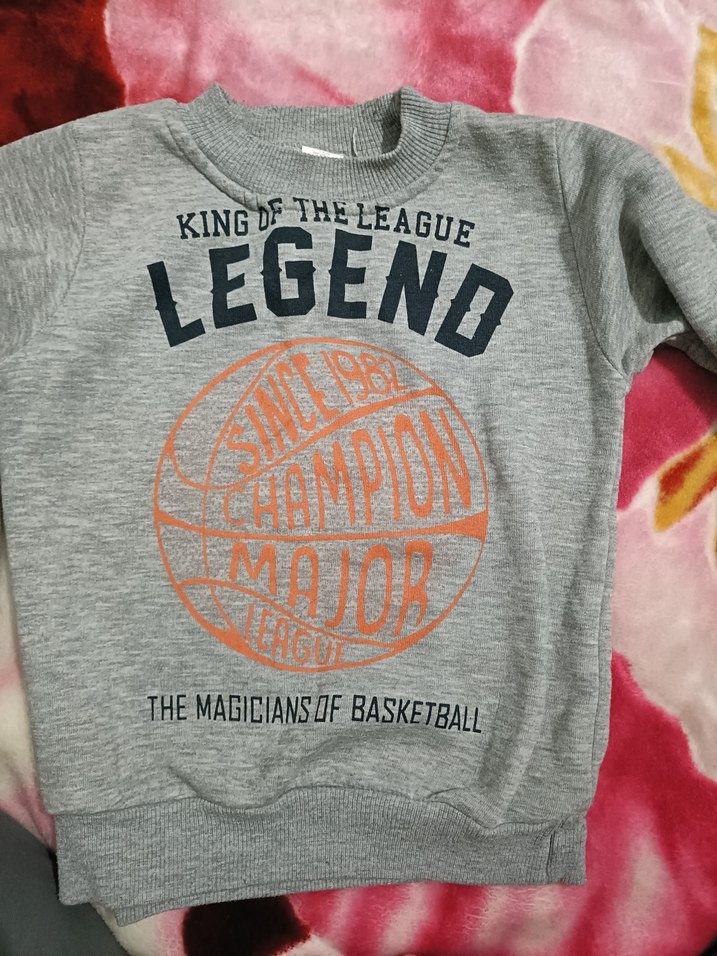 KING OF THE LEAGUE
LEGEND
SINCE 1982
CHAMPION
MAJOR
LEAGUE
THE MAGICIANS OF BASKETBALL